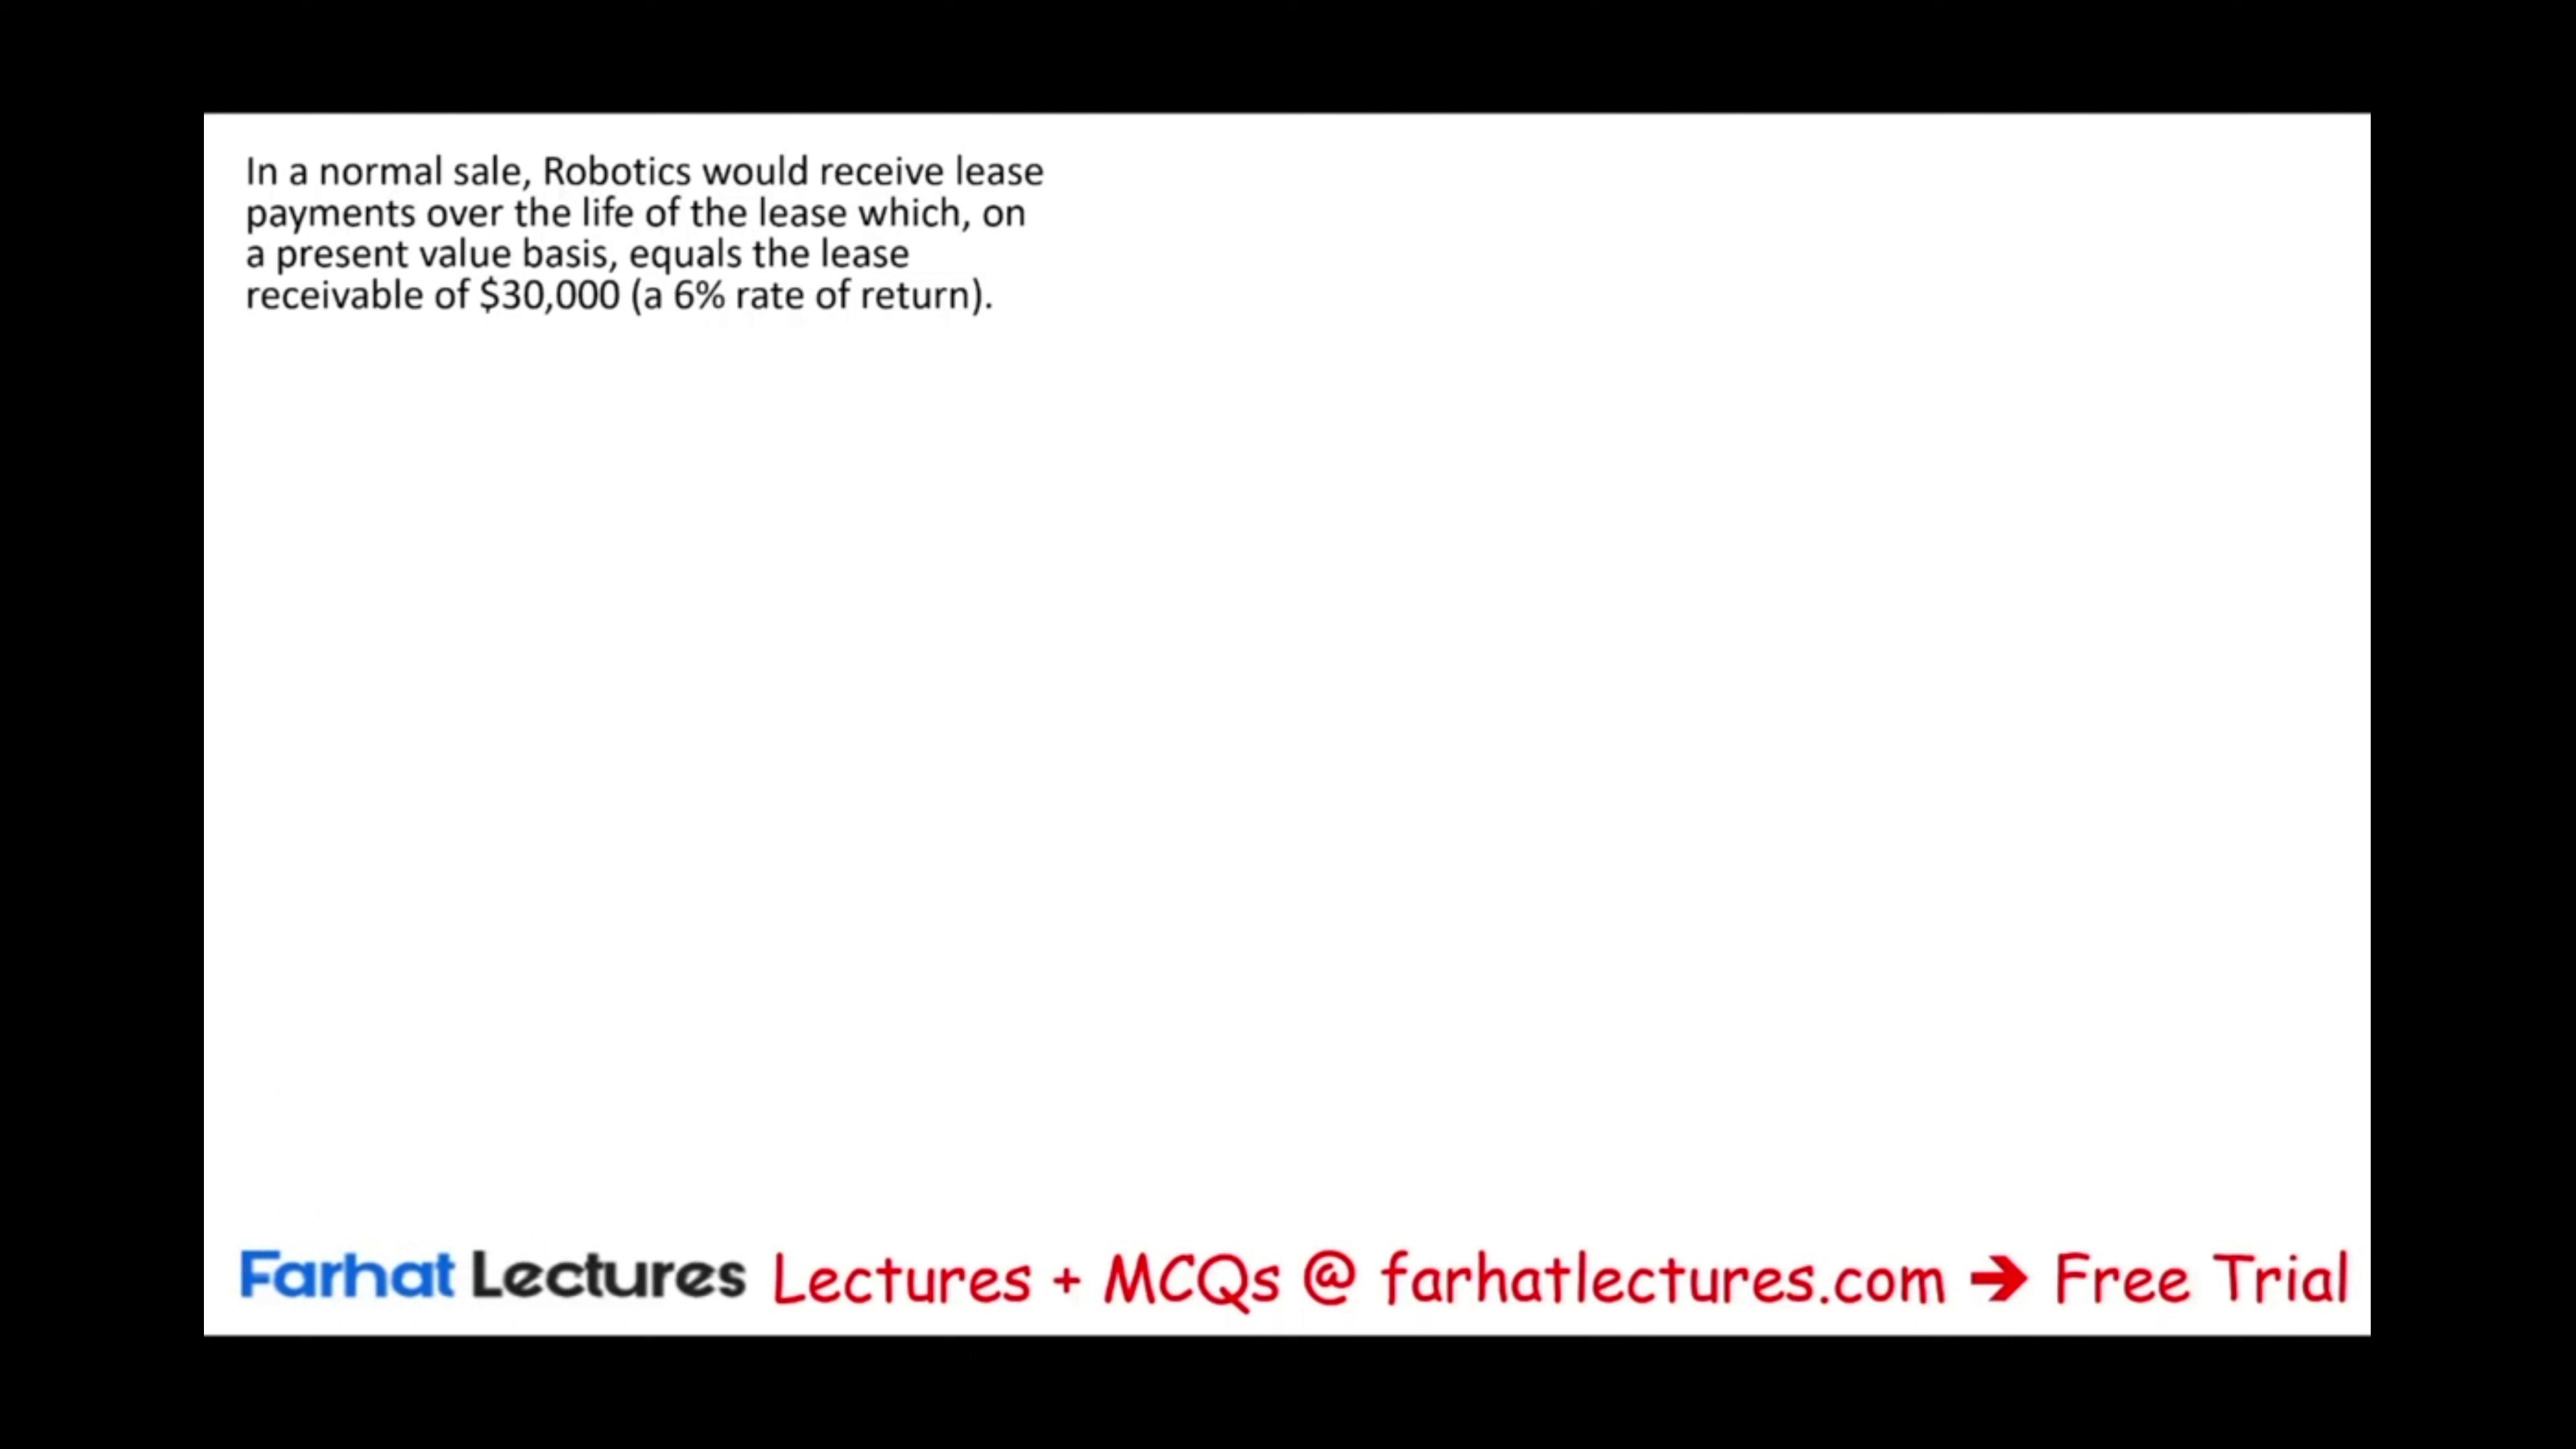 In a normal sale, Robotics would receive lease
payments over the life of the lease which, on
a present value basis, equals the lease
receivable of $30,000 (a 6% rate of return).
Farhat Lectures Lectures + MCQs @ farhatlectures.com ➔ Free Trial